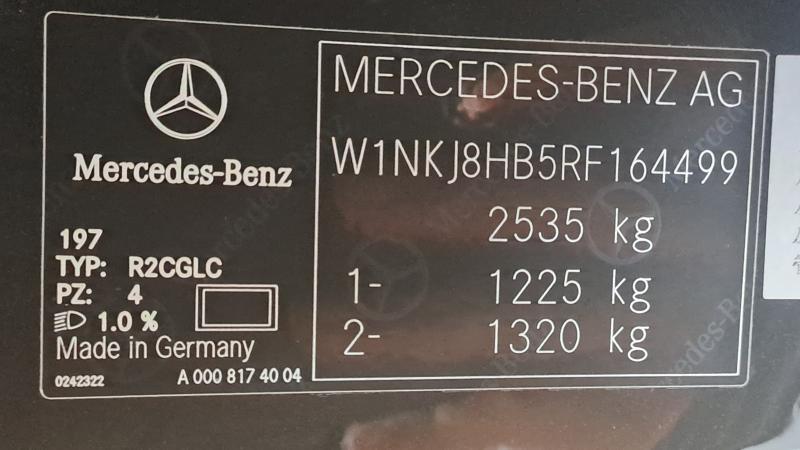 Mercedes-Benz
197
TYP: R2CGLC
PZ: 4
1.0 %
Made in Germany
0242322
A 000 817 40 04
MERCEDES-BENZ AG
W1NKJ8HB5RF164499
2535 kg
1- 1225 kg
2- 1320 kg